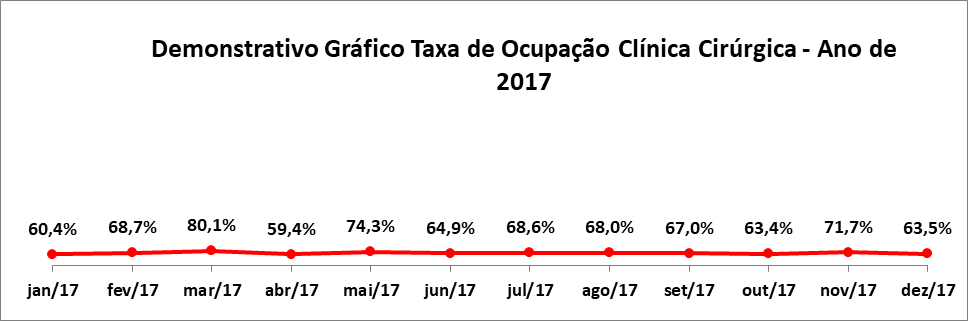 Demonstrativo Gráfico Taxa de Ocupação Clínica Cirúrgica - Ano de
2017
60,4% 68,7% 80,1% 59,4% 74,3% 64,9% 68,6% 68,0% 67,0% 63,4% 71,7% 63,5%
jan/17 fev/17 mar/17 abr/17 mai/17 jun/17 jul/17 ago/17 set/17 out/17 nov/17 dez/17